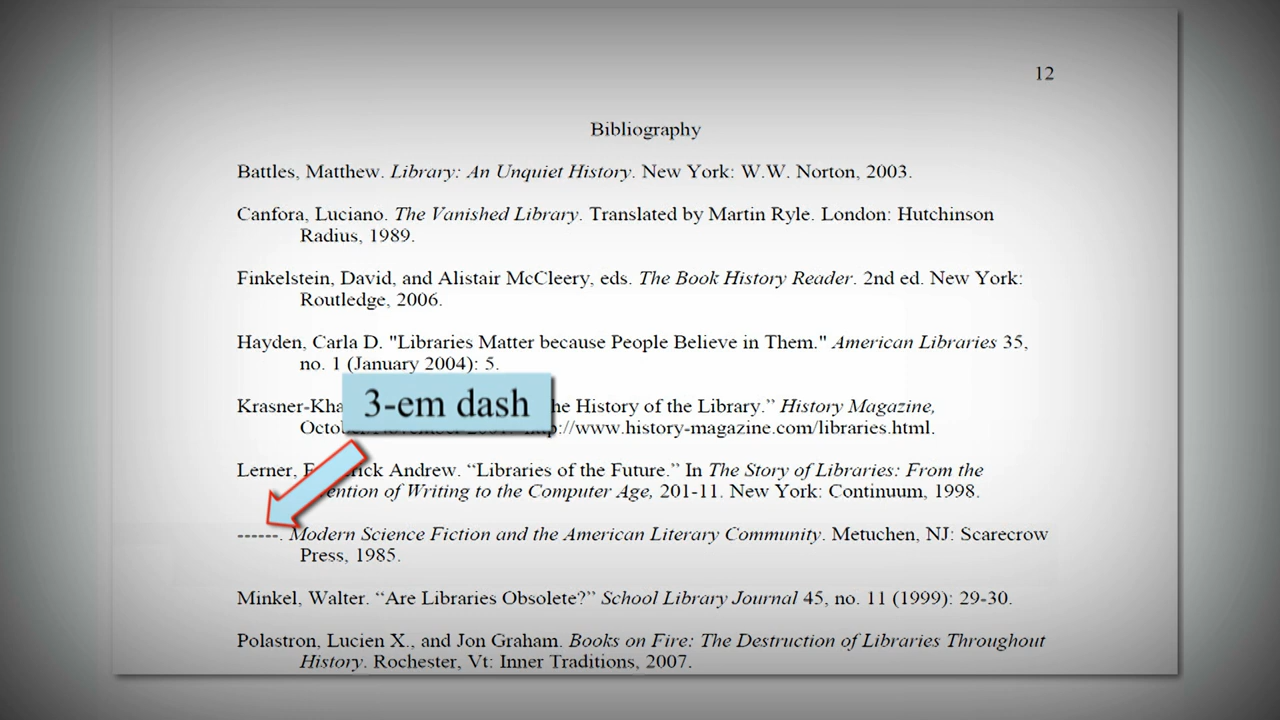 12
Bibliography
Battles, Matthew. Library: An Unquiet History. New York: W.W. Norton, 2003.
Canfora, Luciano. The Vanished Library. Translated by Martin Ryle. London: Hutchinson
Radius, 1989.
Finkelstein, David, and Alistair McCleery, eds. The Book History Reader. 2nd ed. New York:
Routledge, 2006.
Hayden, Carla D. "Libraries Matter because People Believe in Them." American Libraries 35,
no. 1 (January 2004): 5.
3-em dash
the History of the Library.” History Magazine,
http://www.history-magazine.com/libraries.html.
Lerner, Andrew. “Libraries of the Future.” In The Story of Libraries: From the
of Writing to the Computer Age, 201-11. New York: Continuum, 1998.
------. Modern Science Fiction and the American Literary Community. Metuchen, NJ: Scarecrow
Press, 1985.
Minkel, Walter. “Are Libraries Obsolete?” School Library Journal 45, no. 11 (1999): 29-30.
Polastron, Lucien X., and Jon Graham. Books on Fire: The Destruction of Libraries Throughout
History. Rochester, Vt: Inner Traditions, 2007.